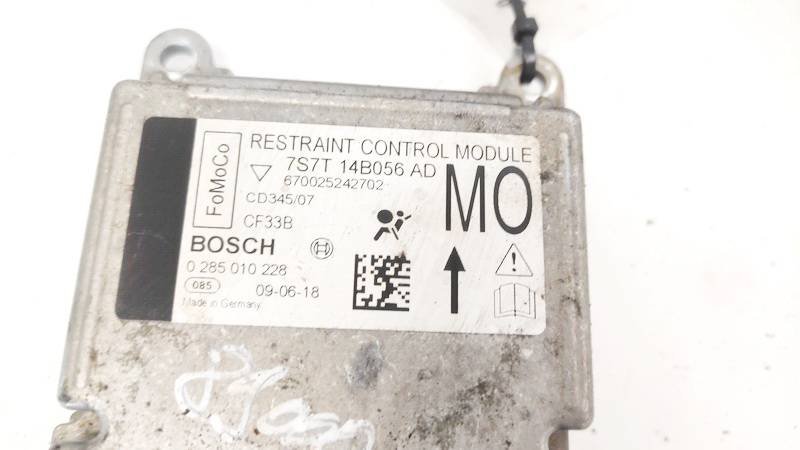 FoMoCo
RESTRAINT CONTROL MODULE
7S7T 14B056 AD
670025242702
CD345/07
CF33B
MO
BOSCH
0 285 010 228
085
09-06-18
Made in Germany